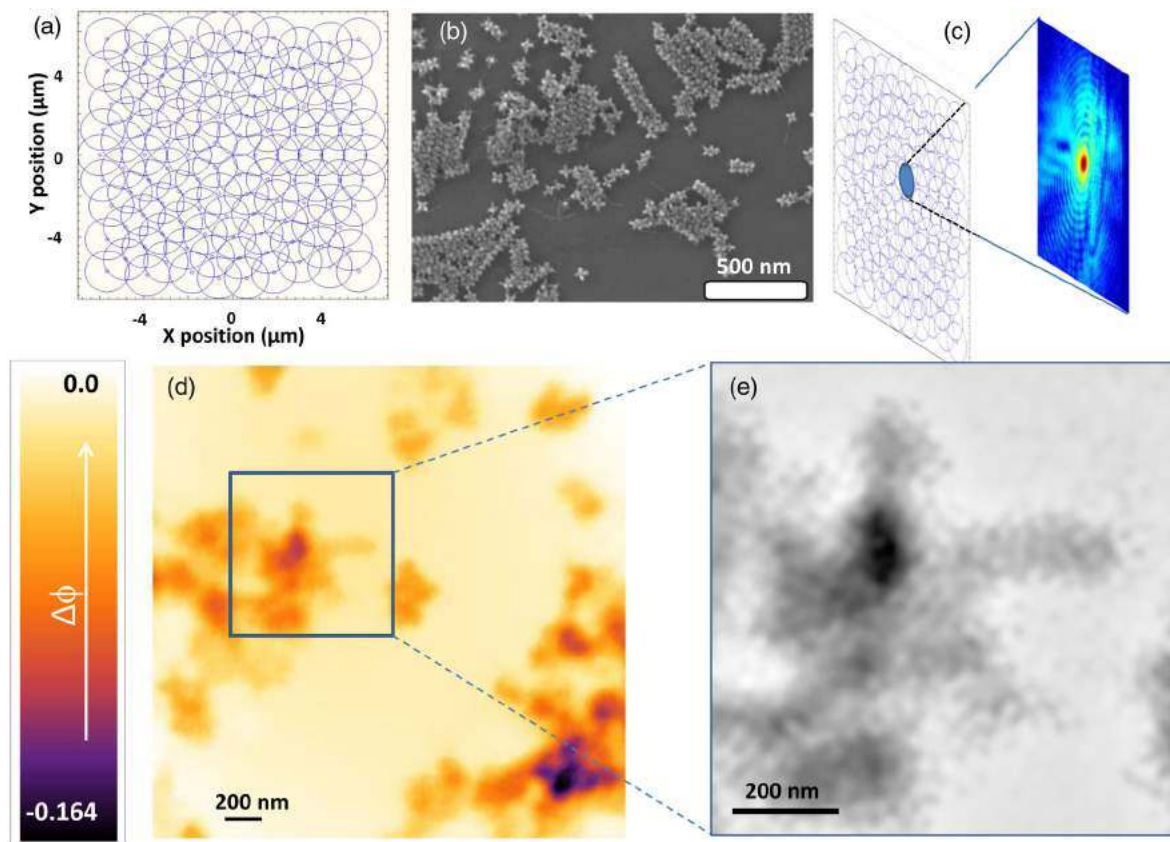 (a)
Y position (µm)
4
0
-4
-4
0
4
X position (µm)
(b)
500 nm
(c)
0.0
Δϕ
-0.164
(d)
200 nm
(e)
200 nm